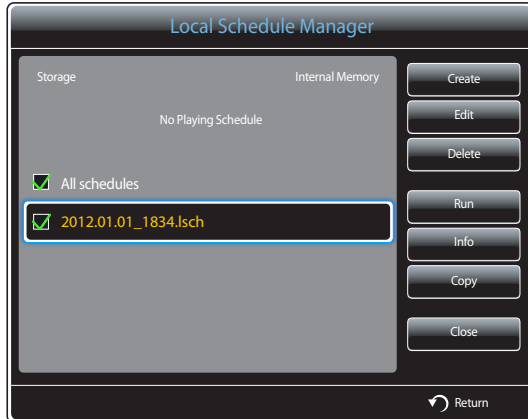 Local Schedule Manager
Storage Internal Memory
No Playing Schedule
All schedules
2012.01.01_1834.lsch
Create
Edit
Delete
Run
Info
Copy
Close
Return